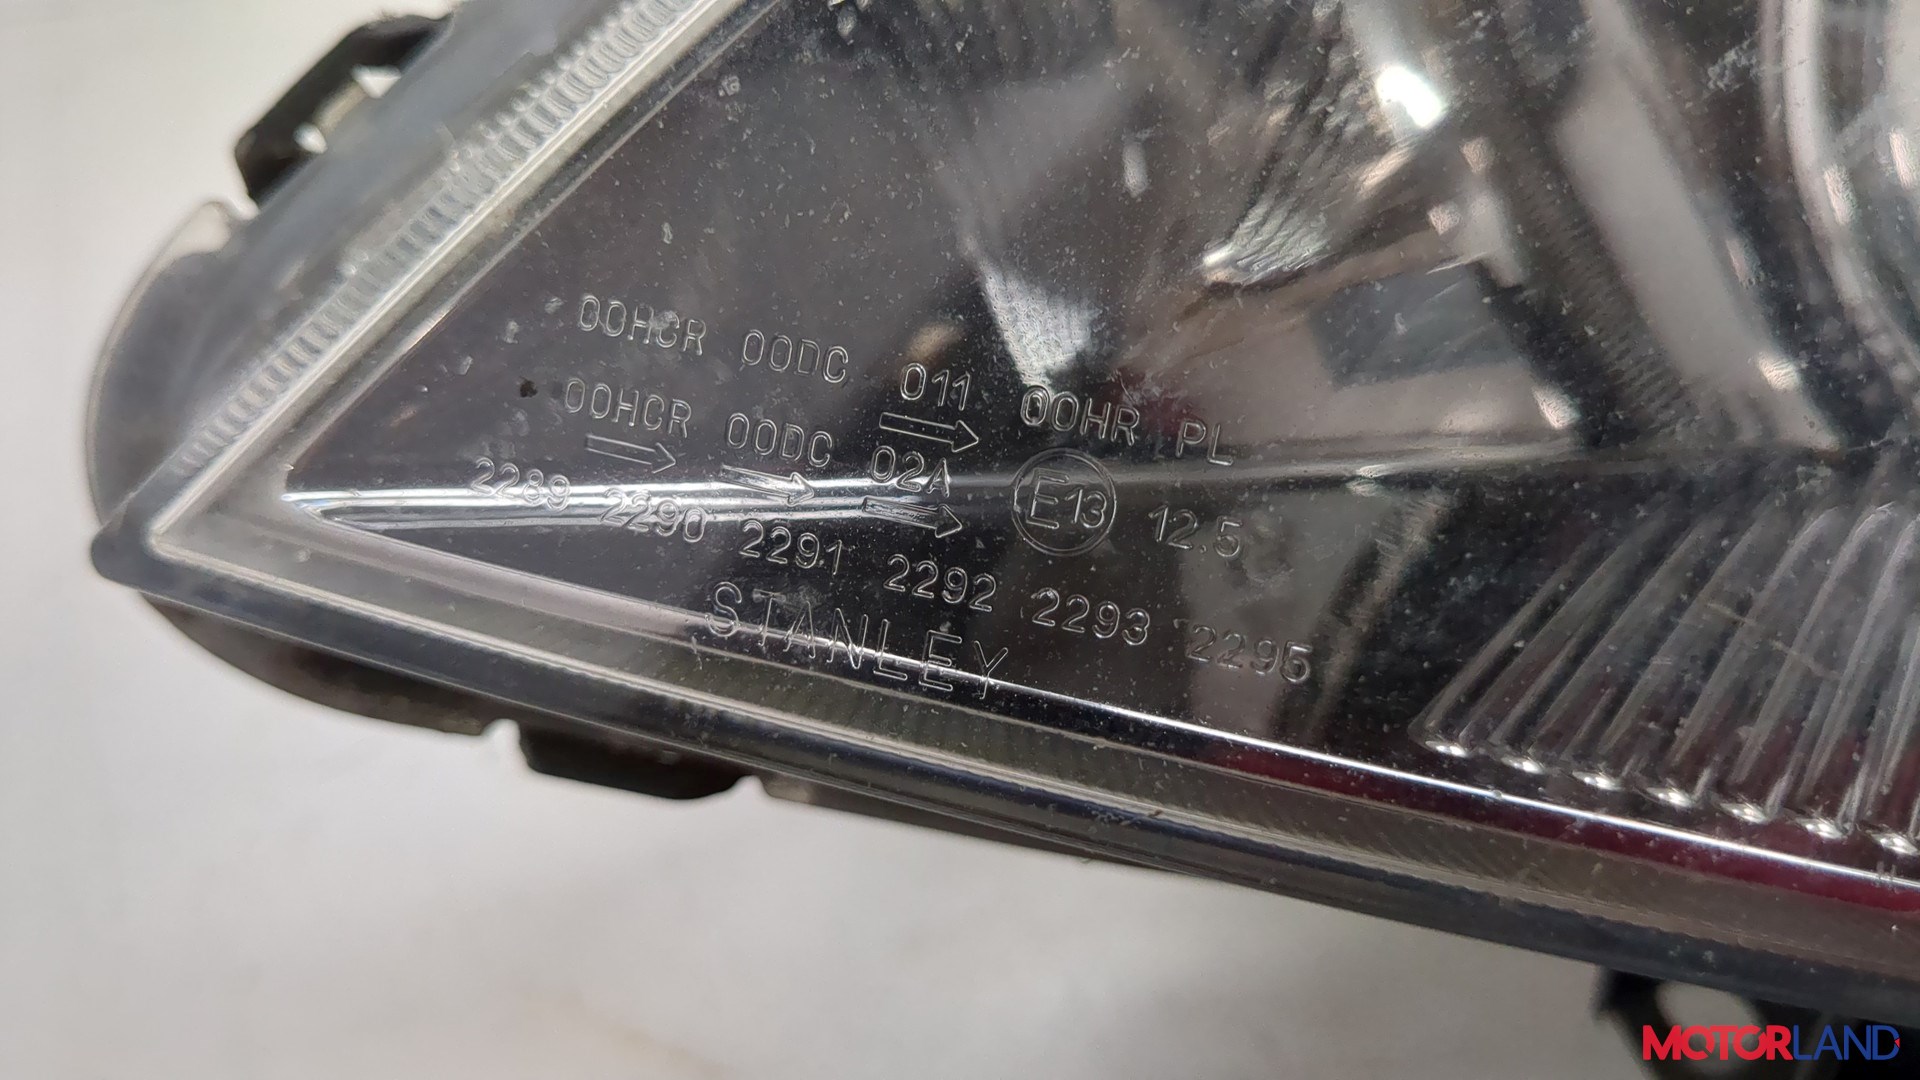 00HCR 00DC 011 00HR PL
00HCR 00DC 02A E13 12.5
2289 2290 2291 2292 2293 2295
STANLEY
MOTORLAND